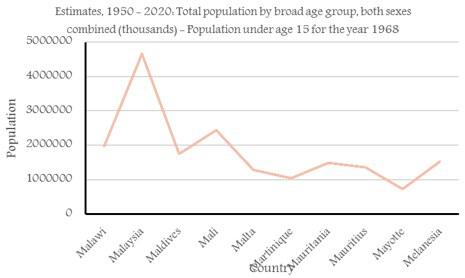 Estimates, 1950 - 2020: Total population by broad age group, both sexes
combined (thousands) - Population under age 15 for the year 1968
5000000
4000000
3000000
2000000
1000000
0
Population
Malawi
Malaysia
Maldives
Mali
Malta
Martinique
Mauritania
Mauritius
Mayotte
Melanesia
Country